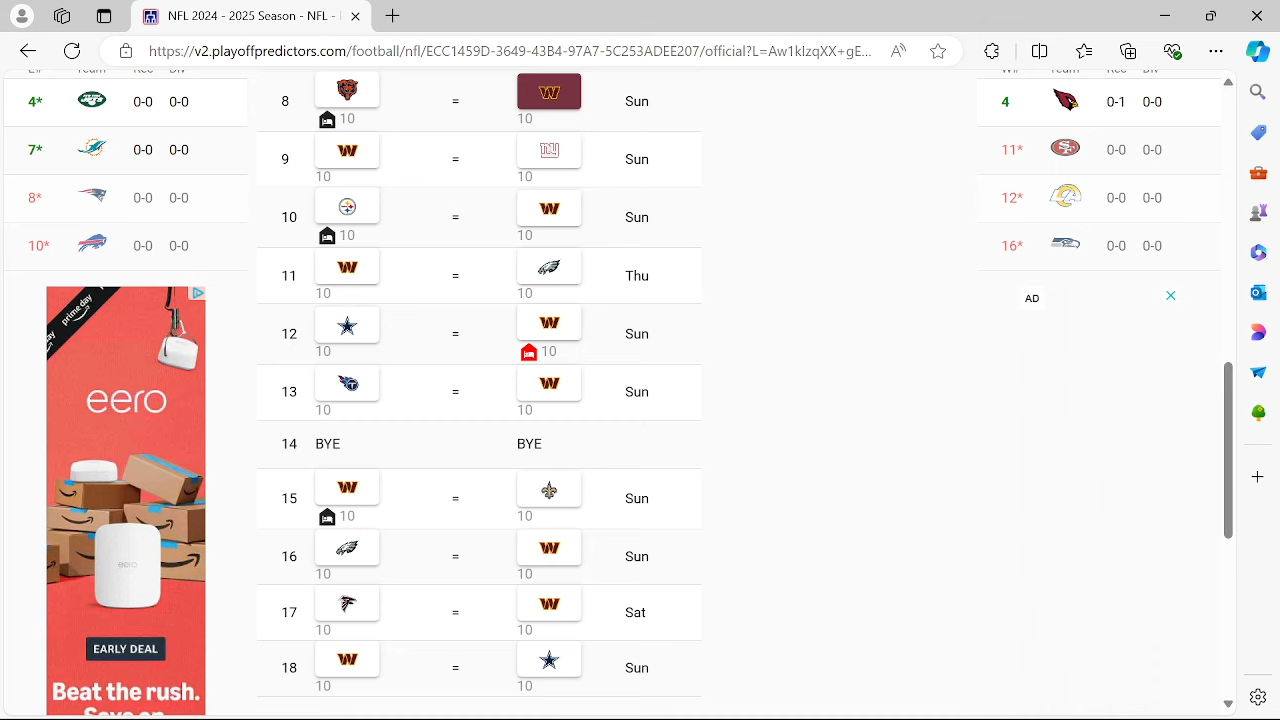 NFL 2024 - 2025 Season - NFL
https://v2.playoffpredictors.com/football/nfl/ECC1459D-3649-43B4-97A7-5C253ADEE207/official?L=Aw1klzqXX+gE...
4* 0-0 0-0
7* 0-0 0-0
8* 0-0 0-0
10* 0-0 0-0
prime day
eero
eero
EARLY DEAL
Beat the rush.
8 = W Sun
10 10
9 W = ny Sun
10 10
10 = W Sun
10 10
11 W = Thu
10 10
12 = W Sun
10 10
13 = W Sun
10 10
14 BYE BYE
15 W = Sun
10 10
16 = W Sun
10 10
17 = W Sat
10 10
18 W = Sun
10 10
4 0-1 0-0
11* SF 0-0 0-0
12* 0-0 0-0
16* 0-0 0-0
AD